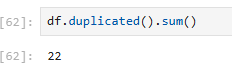 [62]: df.duplicated().sum()
[62]: 22